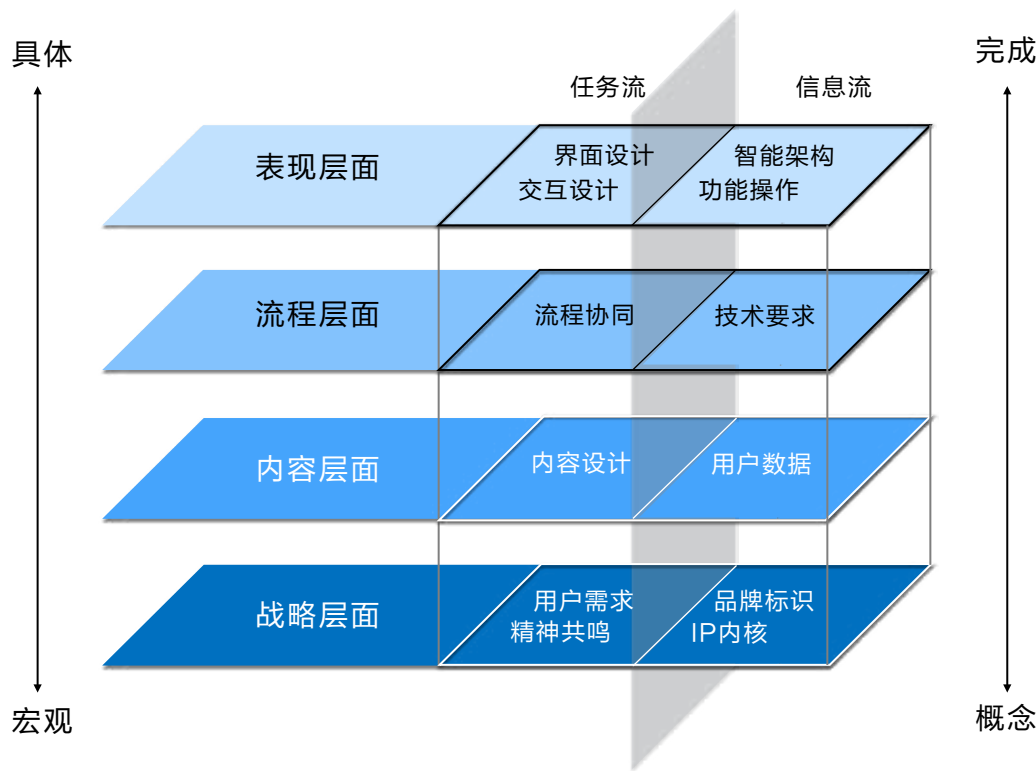 具体
完成
任务流
信息流
表现层面
界面设计
交互设计
智能架构
功能操作
流程层面
流程协同
技术要求
内容层面
内容设计
用户数据
战略层面
用户需求
精神共鸣
品牌标识
IP内核
宏观
概念